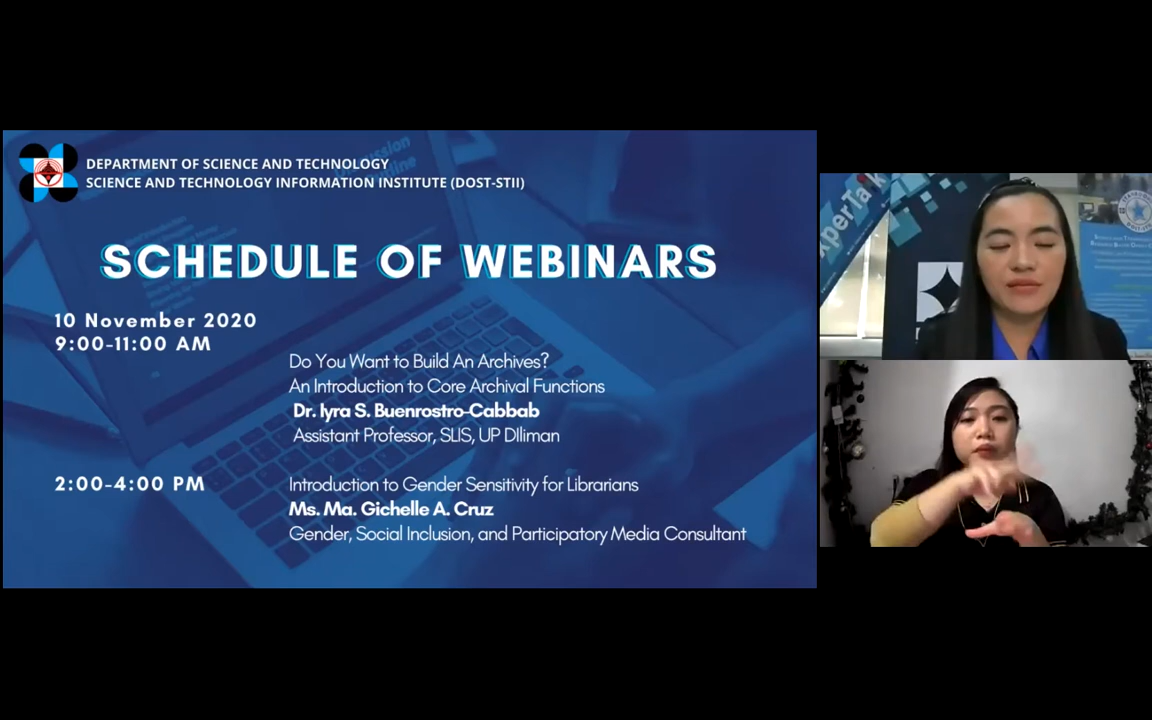 DEPARTMENT OF SCIENCE AND TECHNOLOGY
SCIENCE AND TECHNOLOGY INFORMATION INSTITUTE (DOST-STII)
SCHEDULE OF WEBINARS
10 November 2020
9:00-11:00 AM
Do You Want to Build An Archives?
An Introduction to Core Archival Functions
Dr. Iyra S. Buenrostro-Cabbab
Assistant Professor, SLIS, UP DIliman
2:00-4:00 PM
Introduction to Gender Sensitivity for Librarians
Ms. Ma. Gichelle A. Cruz
Gender, Social Inclusion, and Participatory Media Consultant